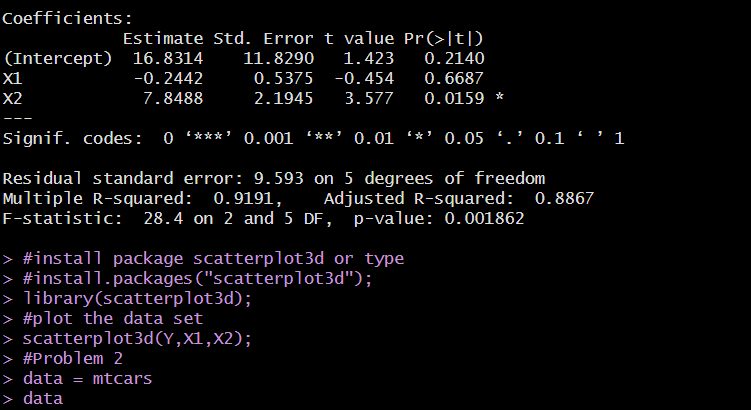 Coefficients:
Estimate Std. Error t value Pr(>|t|)
(Intercept) 16.8314 11.8290 1.423 0.2140
X1 -0.2442 0.5375 -0.454 0.6687
X2 7.8488 2.1945 3.577 0.0159 *
---
Signif. codes: 0 ‘***’ 0.001 ‘**’ 0.01 ‘*’ 0.05 ‘.’ 0.1 ‘ ’ 1
Residual standard error: 9.593 on 5 degrees of freedom
Multiple R-squared: 0.9191, Adjusted R-squared: 0.8867
F-statistic: 28.4 on 2 and 5 DF, p-value: 0.001862
> #install package scatterplot3d or type
> #install.packages("scatterplot3d");
> library(scatterplot3d);
> #plot the data set
> scatterplot3d(Y,X1,X2);
> #Problem 2
> data = mtcars
> data